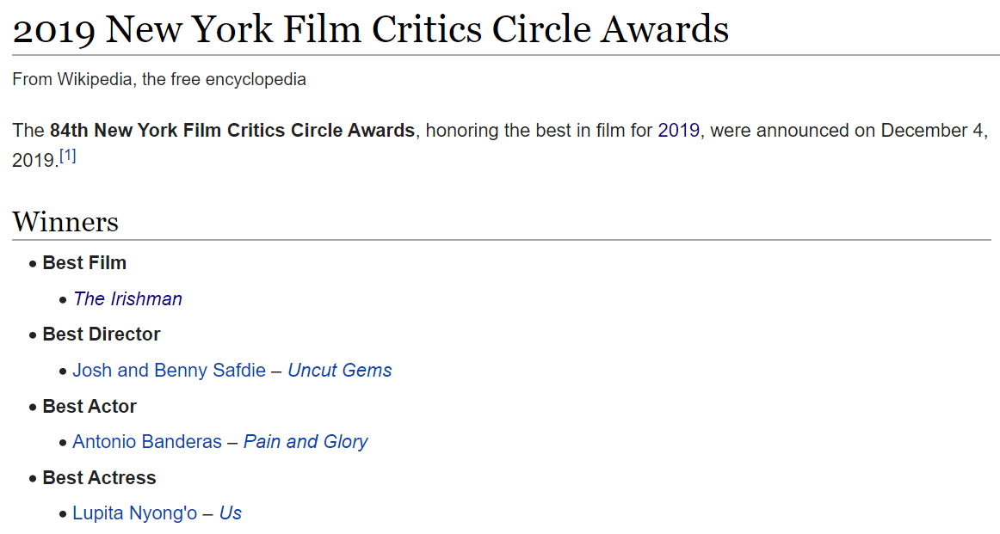 2019 New York Film Critics Circle Awards
From Wikipedia, the free encyclopedia
The 84th New York Film Critics Circle Awards, honoring the best in film for 2019, were announced on December 4,
2019.[1]
Winners
• Best Film
• The Irishman
• Best Director
• Josh and Benny Safdie – Uncut Gems
• Best Actor
• Antonio Banderas – Pain and Glory
• Best Actress
• Lupita Nyong'o – Us